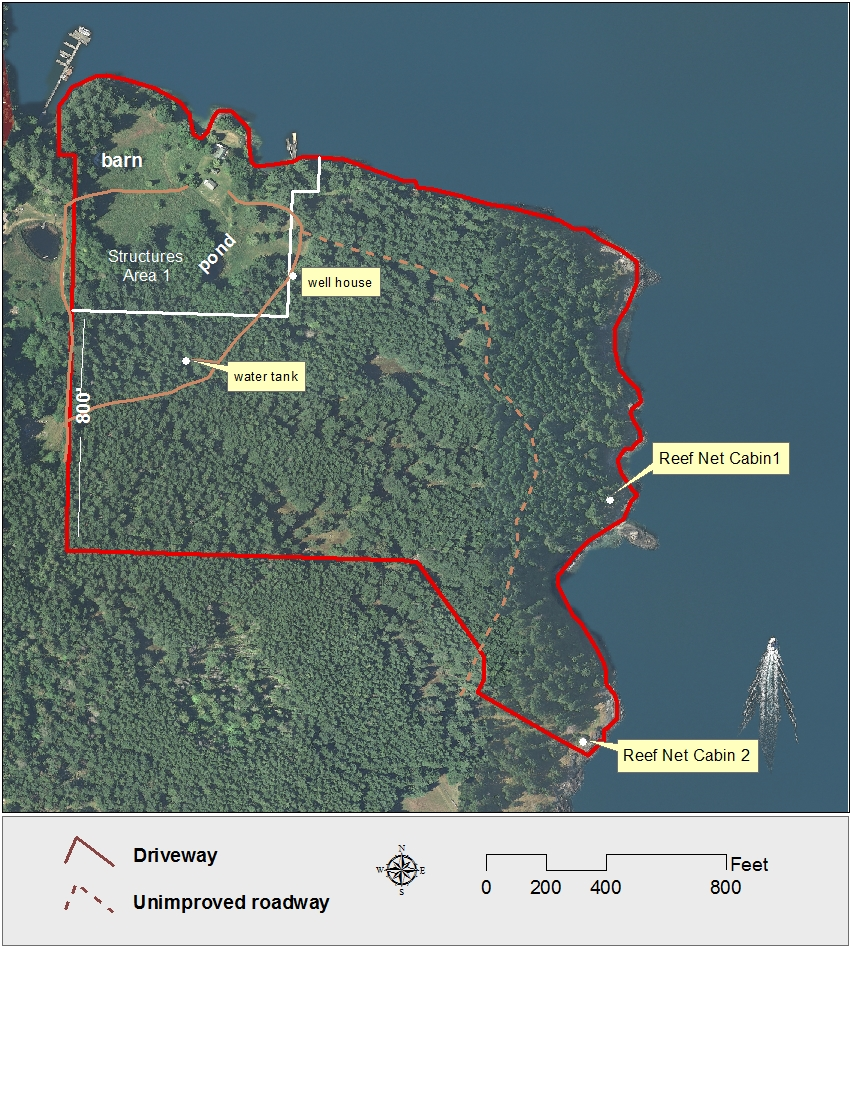 barn
Structures
Area 1
pond
well house
water tank
800'
Reef Net Cabin1
Reef Net Cabin 2
Driveway
Unimproved roadway
N
W E
S
Feet
0 200 400 800